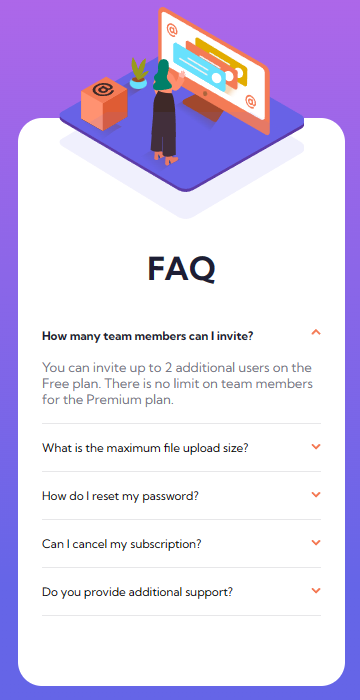 FAQ
How many team members can I invite?
You can invite up to 2 additional users on the
Free plan. There is no limit on team members
for the Premium plan.
What is the maximum file upload size?
How do I reset my password?
Can I cancel my subscription?
Do you provide additional support?